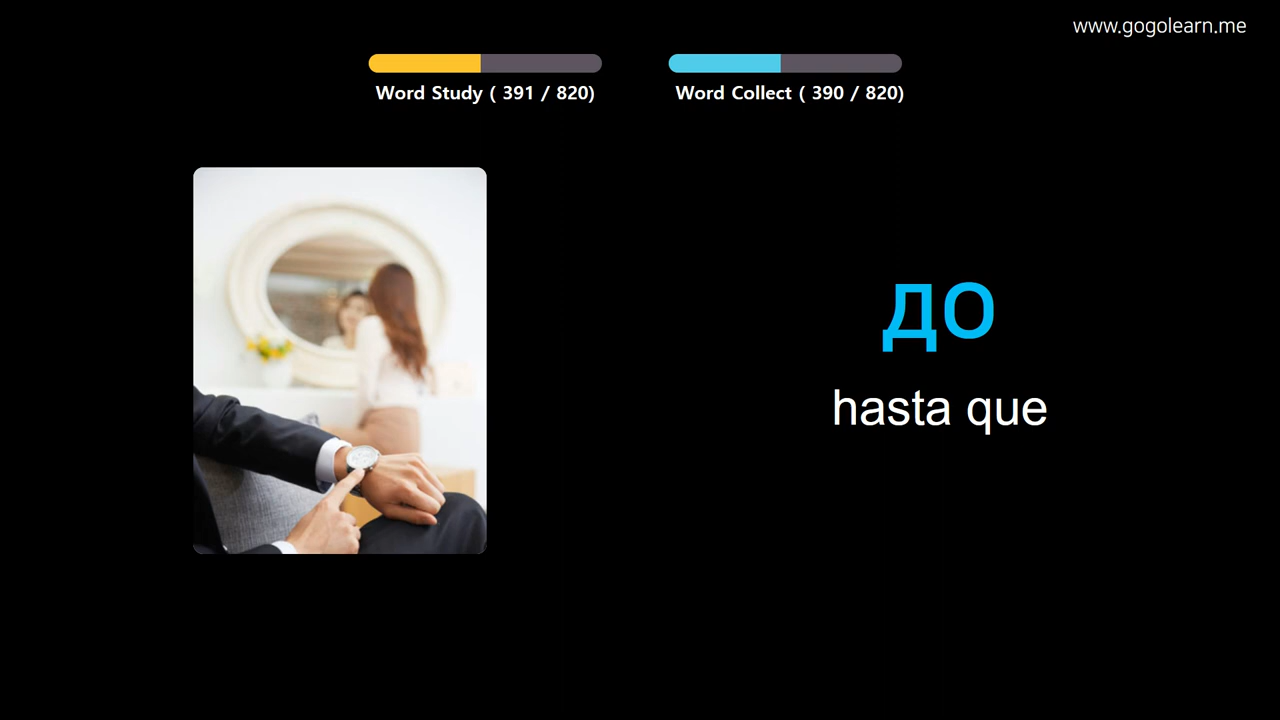 www.gogolearn.me
Word Study ( 391 / 820)
Word Collect ( 390 / 820)
до
hasta que